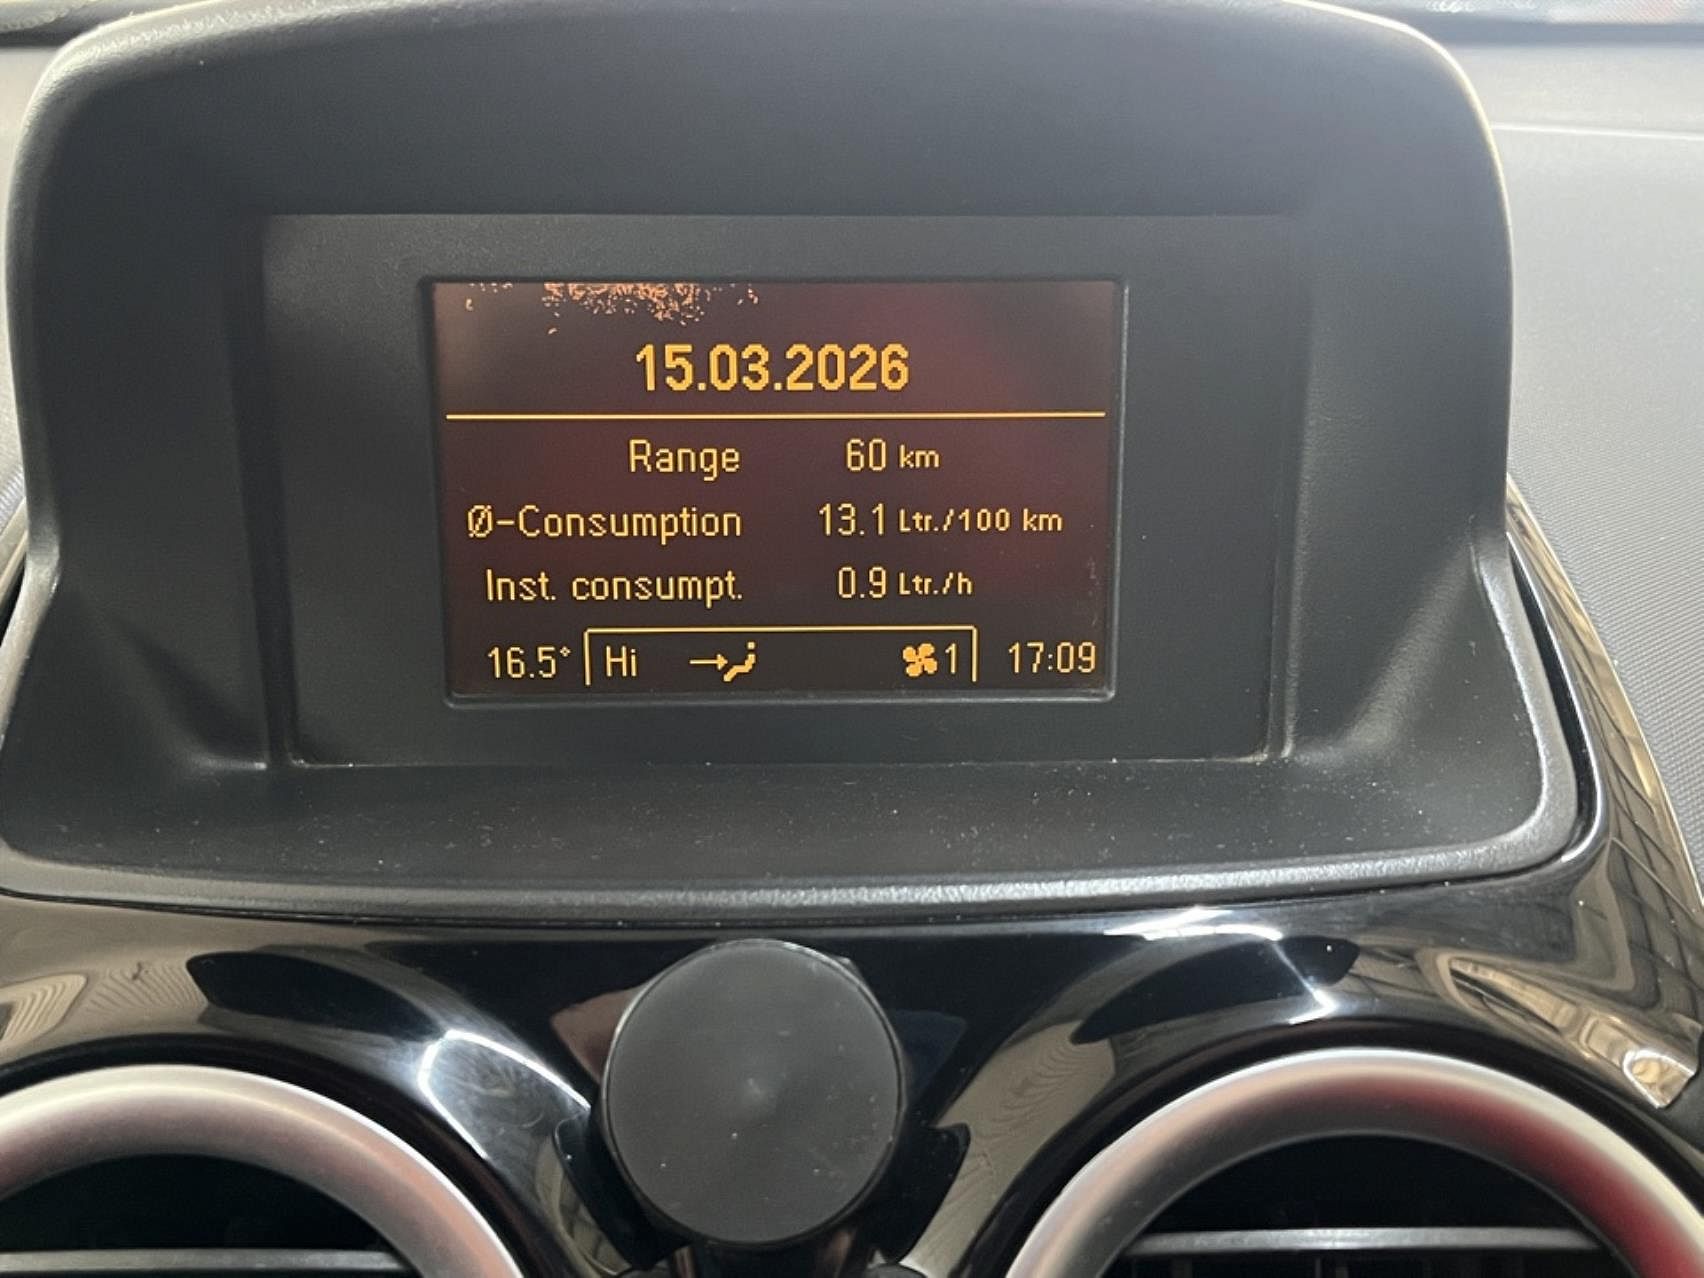 15.03.2026
Range 60 km
Ø-Consumption 13.1 Ltr./100 km
Inst. consumpt. 0.9 Ltr./h
16.5° Hi 1 17:09